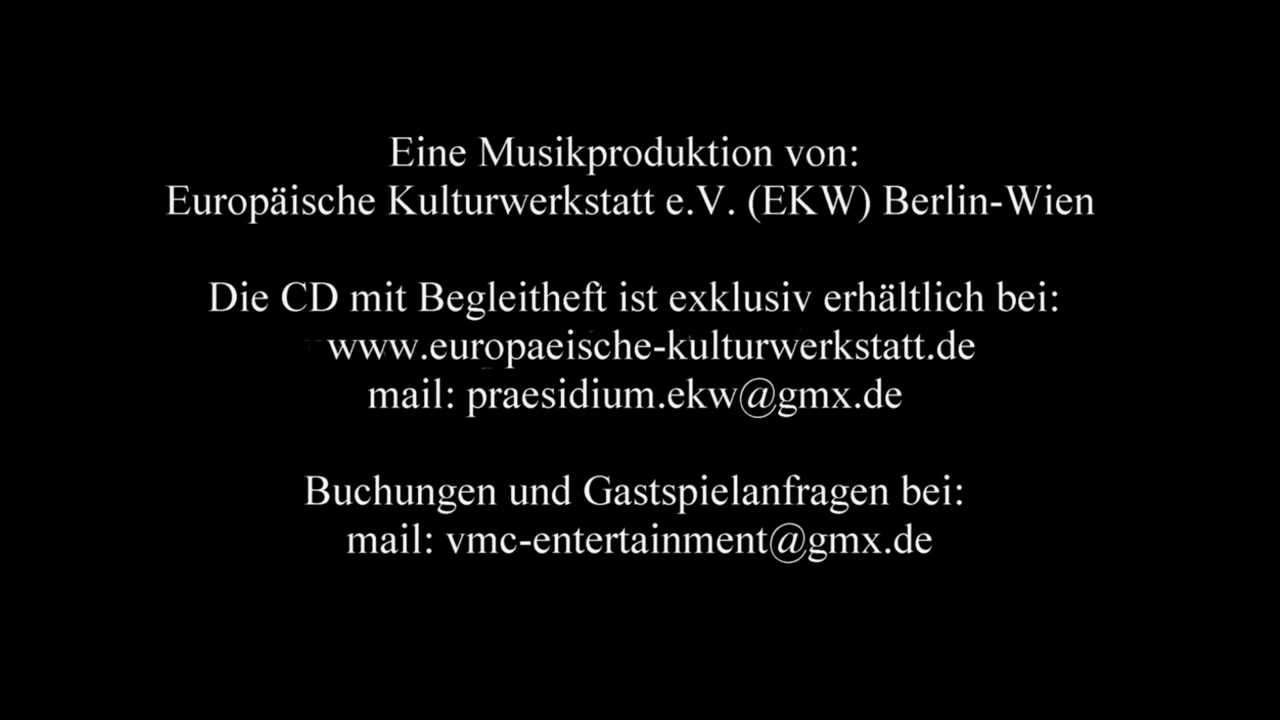 Eine Musikproduktion von:
Europäische Kulturwerkstatt e.V. (EKW) Berlin-Wien
Die CD mit Begleitheft ist exklusiv erhältlich bei:
www.europaeische-kulturwerkstatt.de
mail: praesidium.ekw@gmx.de
Buchungen und Gastspielanfragen bei:
mail: vmc-entertainment@gmx.de